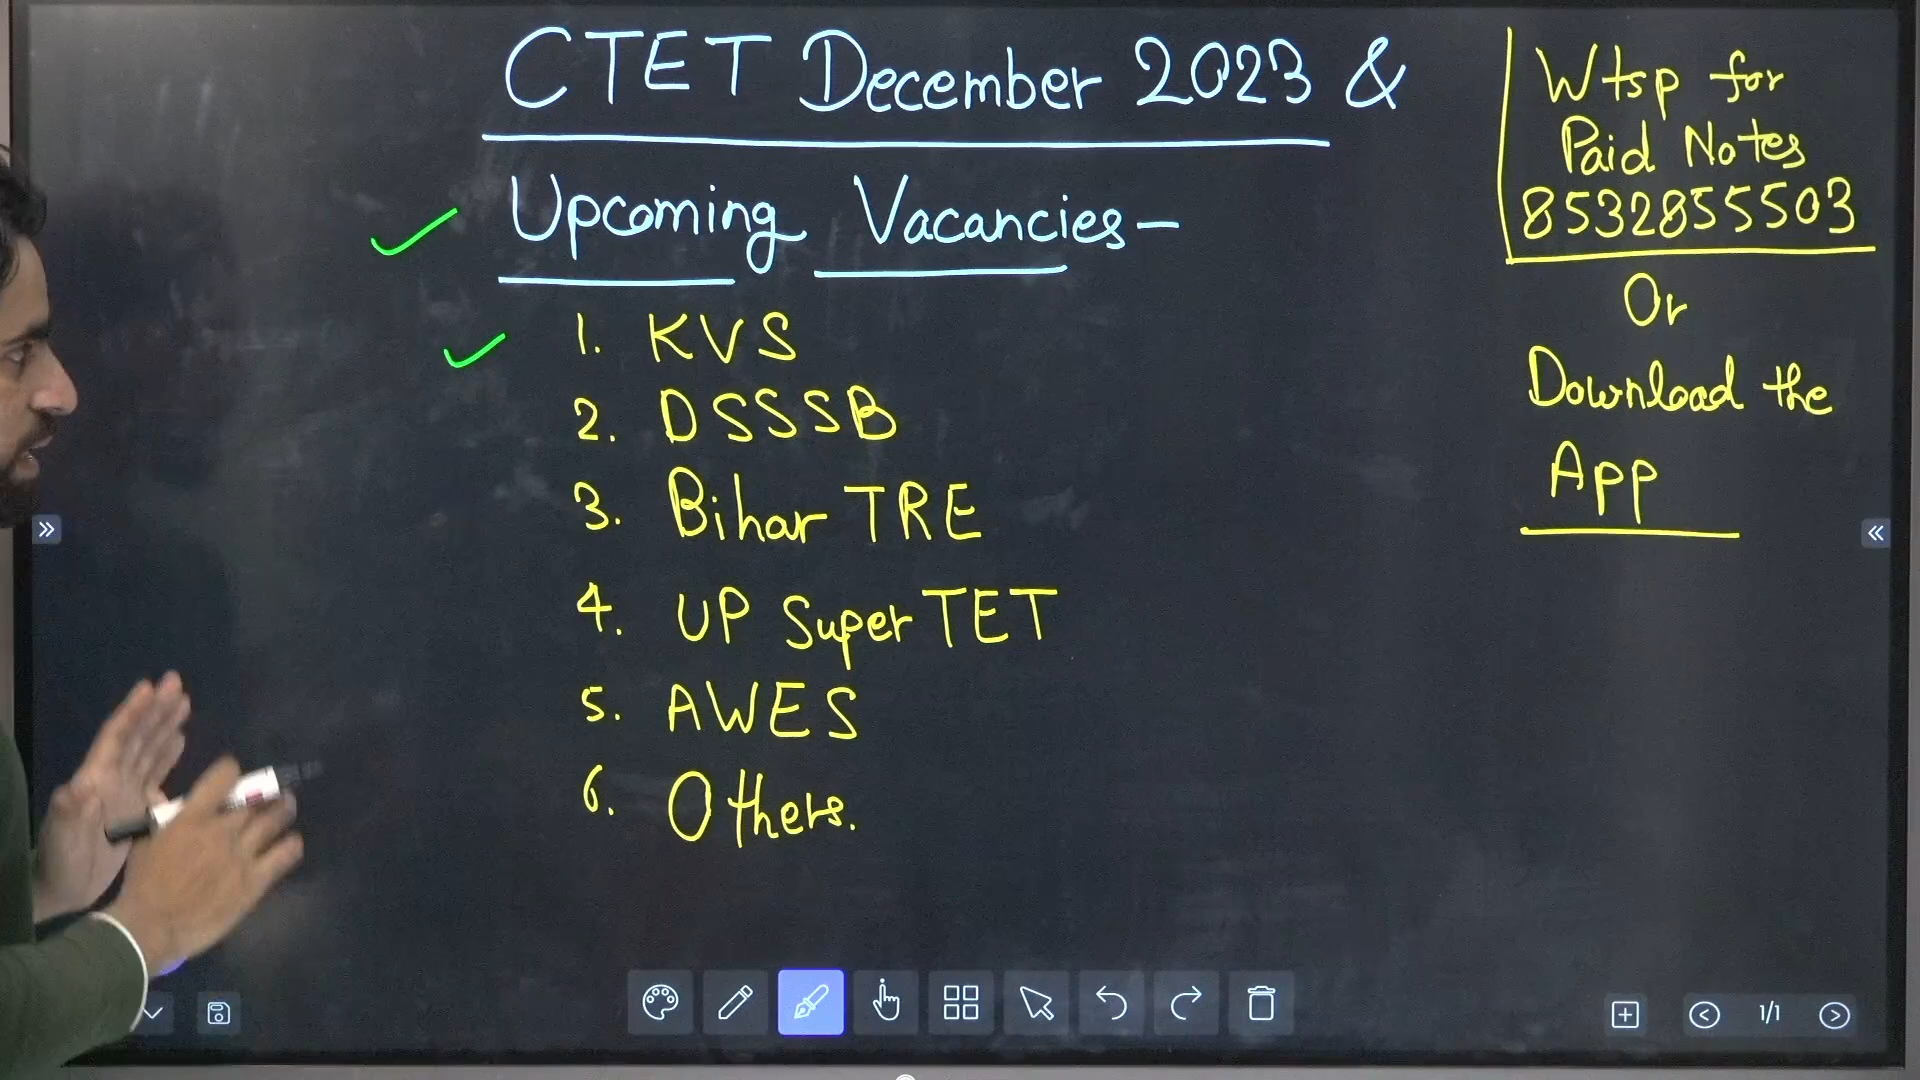 CTET December 2023 &
Upcoming Vacancies-
1. KVS
2. DSSSB
3. Bihar TRE
4. UP Super TET
5. AWES
6. Others.
Wtsp for
Paid Notes
8532855503
Or
Download the
App
1/1